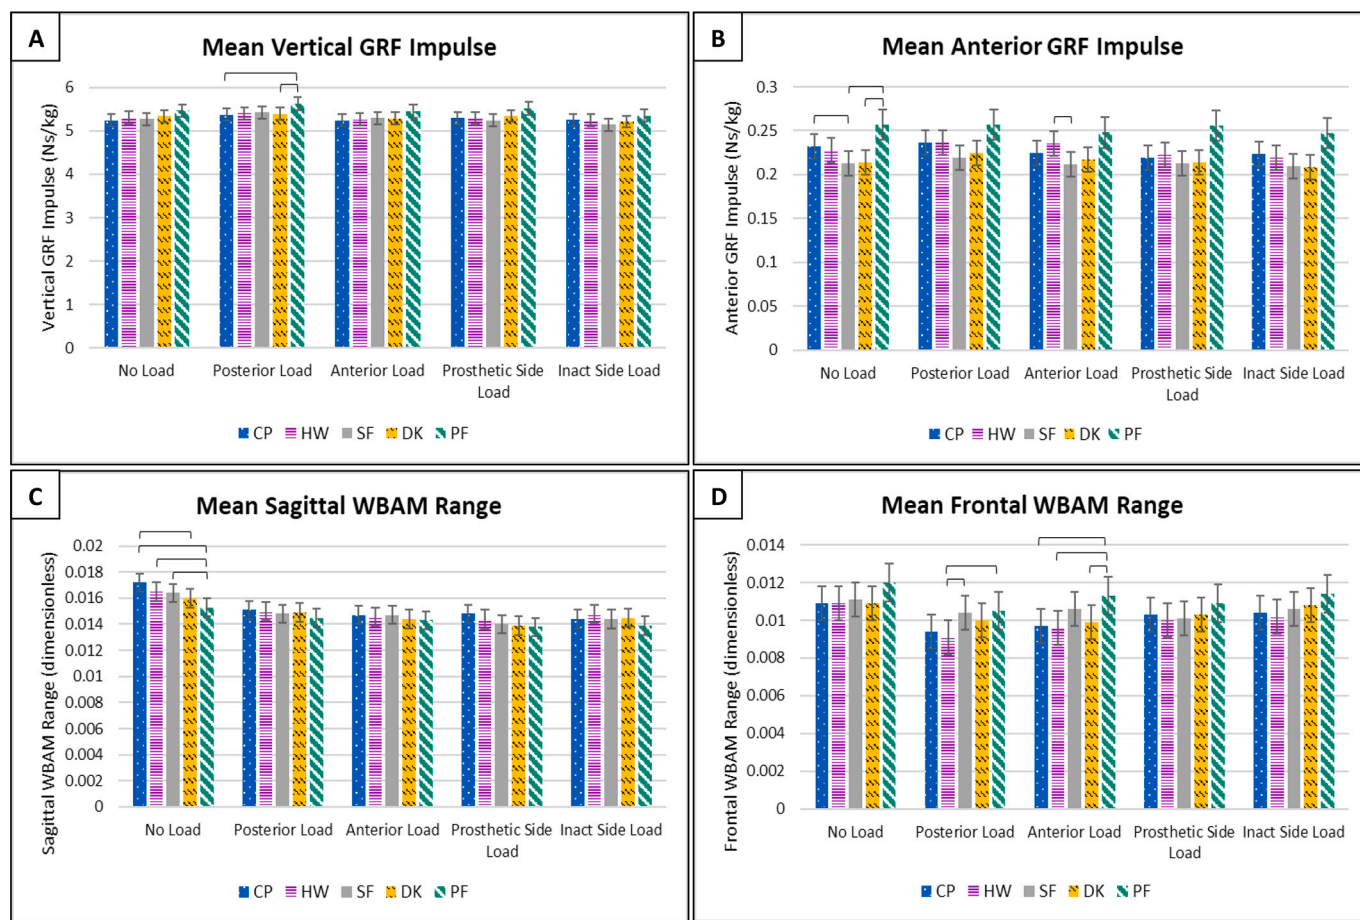 A
Mean Vertical GRF Impulse
Vertical GRF Impulse (Ns/kg)
6
5
4
3
2
1
0
No Load Posterior Load Anterior Load Prosthetic Side Load Inact Side Load
CP HW SF DK PF
B
Mean Anterior GRF Impulse
Anterior GRF Impulse (Ns/kg)
0.3
0.25
0.2
0.15
0.1
0.05
0
No Load Posterior Load Anterior Load Prosthetic Side Load Inact Side Load
CP HW SF DK PF
C
Mean Sagittal WBAM Range
Sagittal WBAM Range (dimensionless)
0.02
0.018
0.016
0.014
0.012
0.01
0.008
0.006
0.004
0.002
0
No Load Posterior Load Anterior Load Prosthetic Side Load Inact Side Load
CP HW SF DK PF
D
Mean Frontal WBAM Range
Frontal WBAM Range (dimensionless)
0.014
0.012
0.01
0.008
0.006
0.004
0.002
0
No Load Posterior Load Anterior Load Prosthetic Side Load Inact Side Load
CP HW SF DK PF